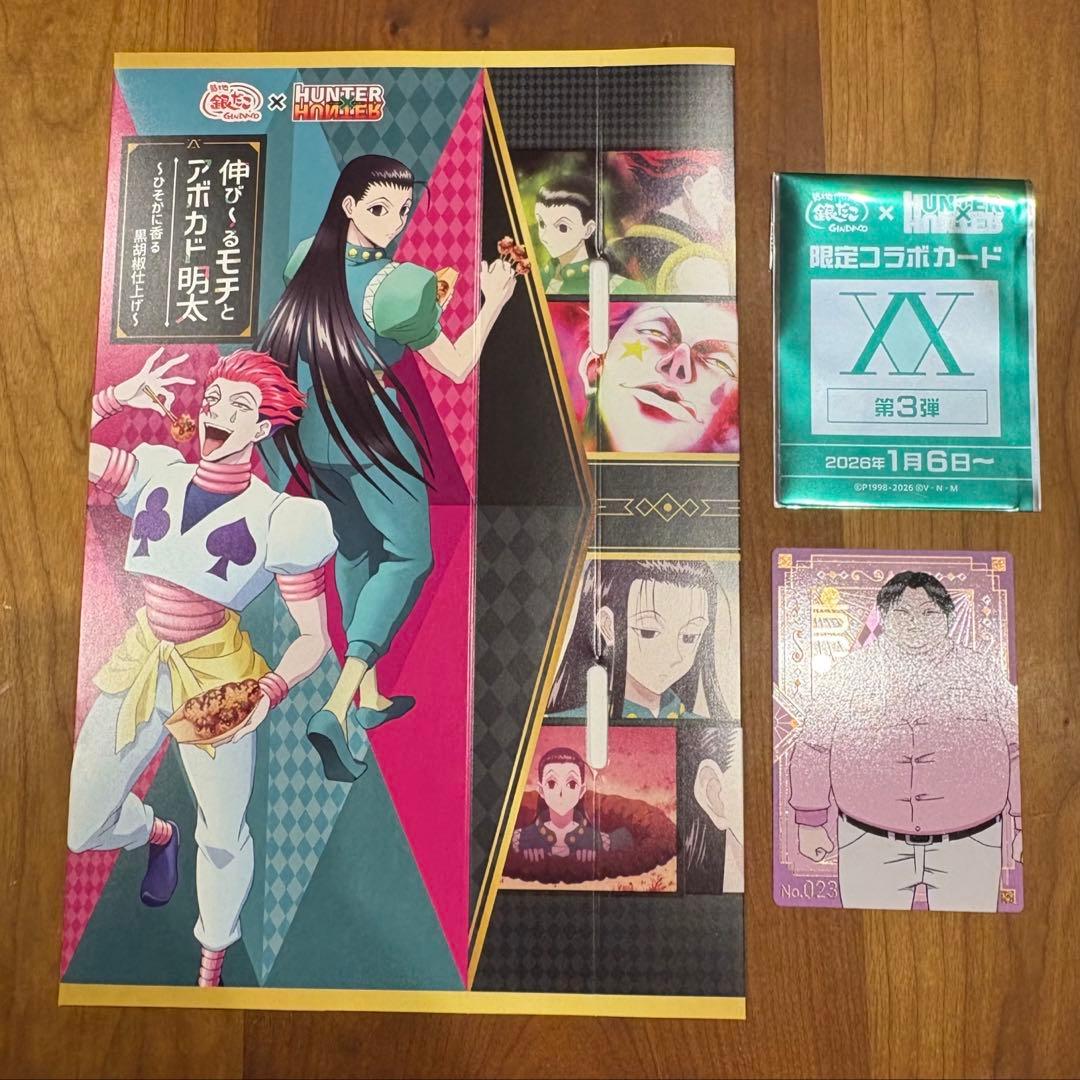 築地
銀だこ
GINDACO
×
HUNTER
HUNTER
伸び〜るモチと
アボカド明太
〜ひそかに香る
黒胡椒仕上げ〜
築地
銀だこ
GINDACO
×
HUNTER
HUNTER
限定コラボカード
第3弾
2026年1月6日〜
©P1998-2026 ©V・N・M
No.023